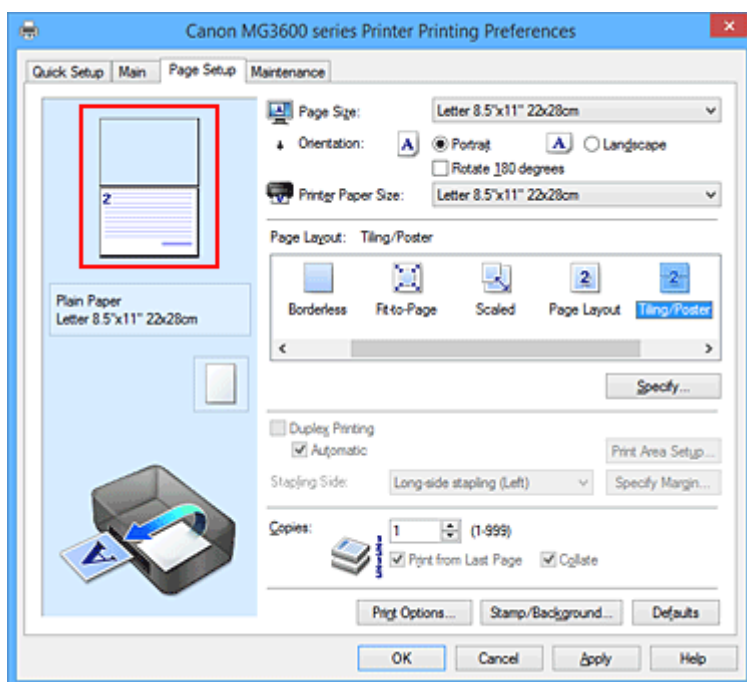 Canon MG3600 series Printer Printing Preferences
Quick Setup Main Page Setup Maintenance
2
Plain Paper
Letter 8.5"x11" 22x28cm
Page Size: Letter 8.5"x11" 22x28cm
Orientation: A Portrait A Landscape
Rotate 180 degrees
Printer Paper Size: Letter 8.5"x11" 22x28cm
Page Layout: Tiling/Poster
2 2
Borderless Fit-to-Page Scaled Page Layout Tiling/Poster
Specify...
Duplex Printing
Automatic Print Area Setup...
Stapling Side: Long-side stapling (Left) Specify Margin...
Copies: 1 (1-999)
Print from Last Page Collate
A
Print Options... Stamp/Background... Defaults
OK Cancel Apply Help